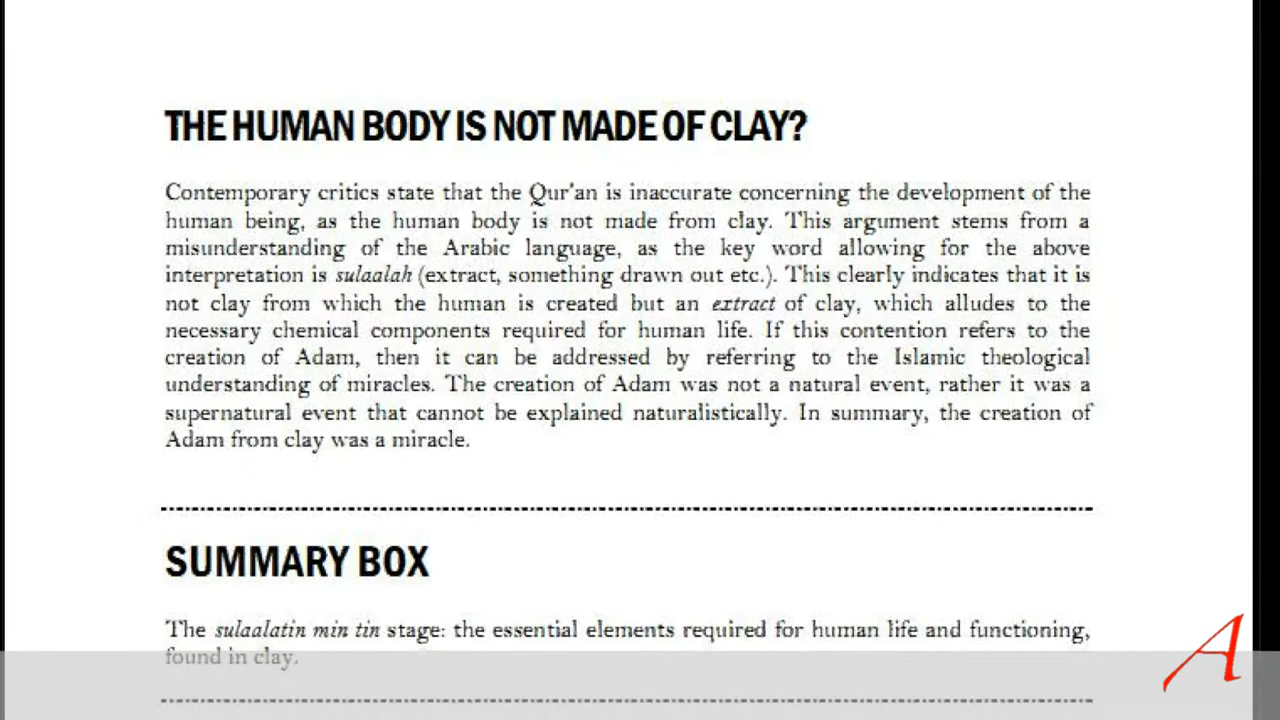 THE HUMAN BODY IS NOT MADE OF CLAY?
Contemporary critics state that the Qur'an is inaccurate concerning the development of the
human being, as the human body is not made from clay. This argument stems from a
misunderstanding of the Arabic language, as the key word allowing for the above
interpretation is sulaalah (extract, something drawn out etc.). This clearly indicates that it is
not clay from which the human is created but an extract of clay, which alludes to the
necessary chemical components required for human life. If this contention refers to the
creation of Adam, then it can be addressed by referring to the Islamic theological
understanding of miracles. The creation of Adam was not a natural event, rather it was a
supernatural event that cannot be explained naturalistically. In summary, the creation of
Adam from clay was a miracle.
SUMMARY BOX
The sulaalatin min tin stage: the essential elements required for human life and functioning,
found in clay.
A